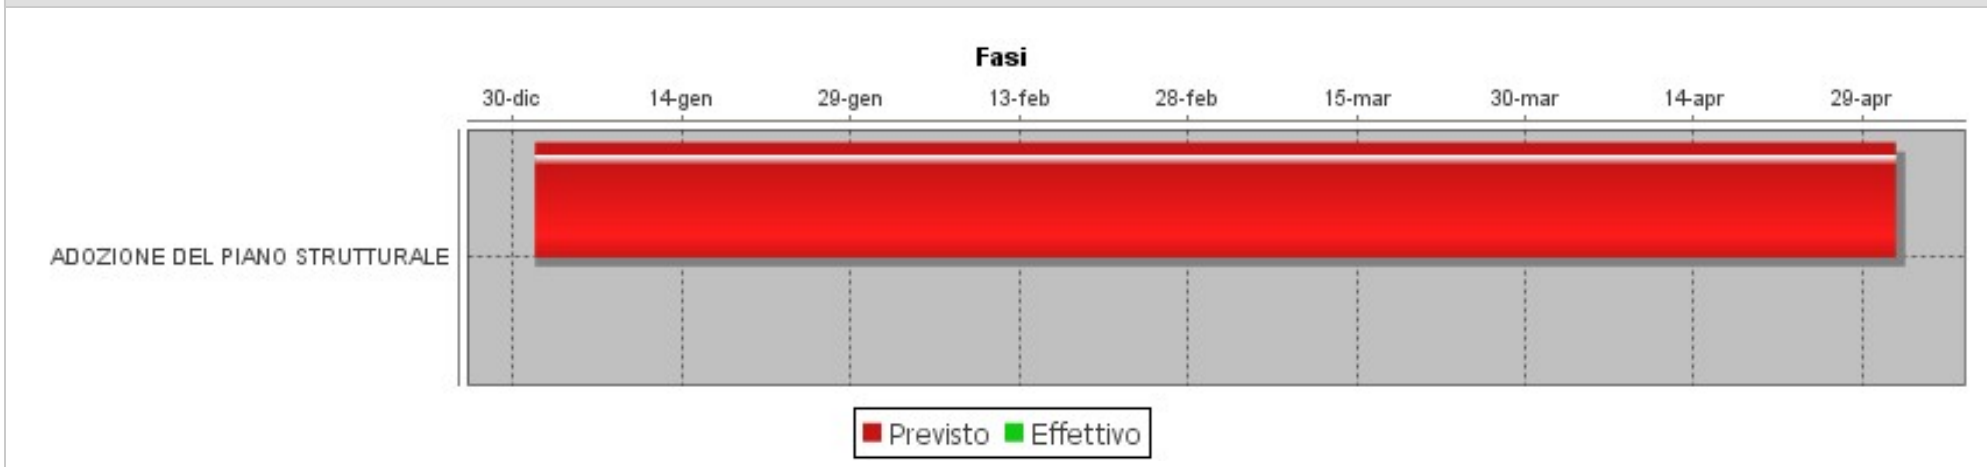 Fasi
30-dic 14-gen 29-gen 13-feb 28-feb 15-mar 30-mar 14-apr 29-apr
ADOZIONE DEL PIANO STRUTTURALE
Previsto Effettivo